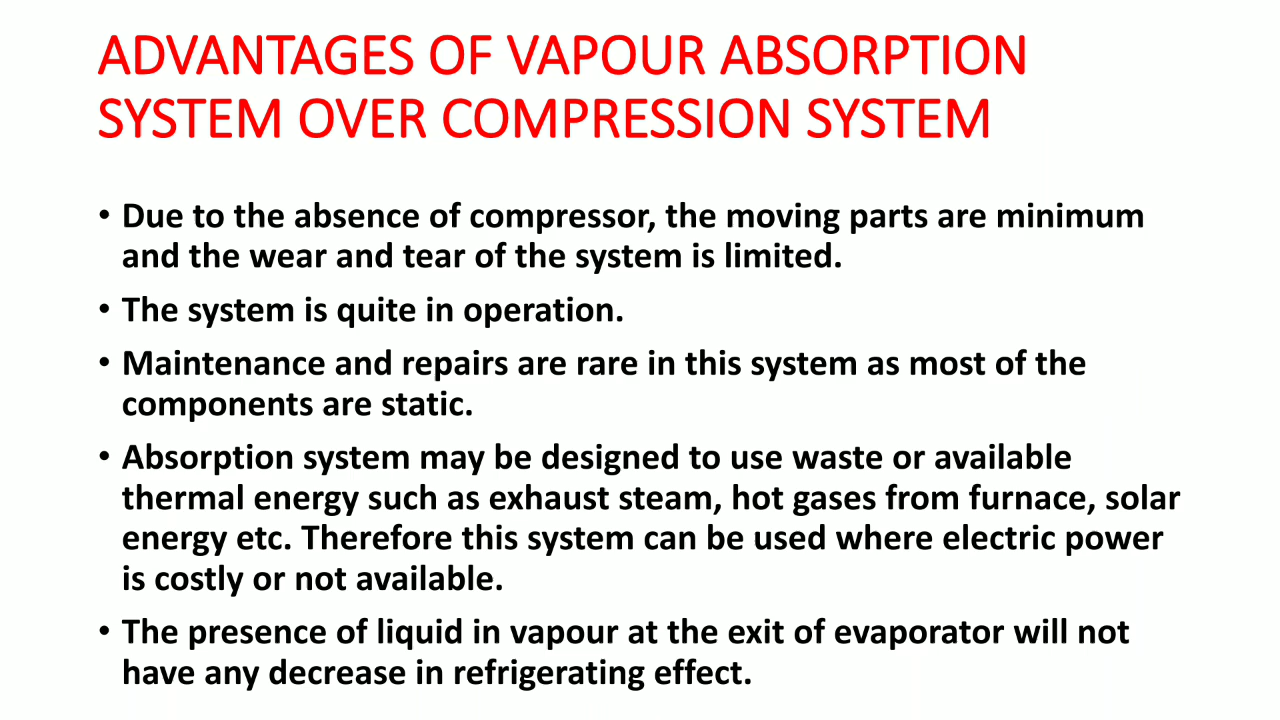 ADVANTAGES OF VAPOUR ABSORPTION
SYSTEM OVER COMPRESSION SYSTEM
• Due to the absence of compressor, the moving parts are minimum
and the wear and tear of the system is limited.
• The system is quite in operation.
• Maintenance and repairs are rare in this system as most of the
components are static.
• Absorption system may be designed to use waste or available
thermal energy such as exhaust steam, hot gases from furnace, solar
energy etc. Therefore this system can be used where electric power
is costly or not available.
• The presence of liquid in vapour at the exit of evaporator will not
have any decrease in refrigerating effect.